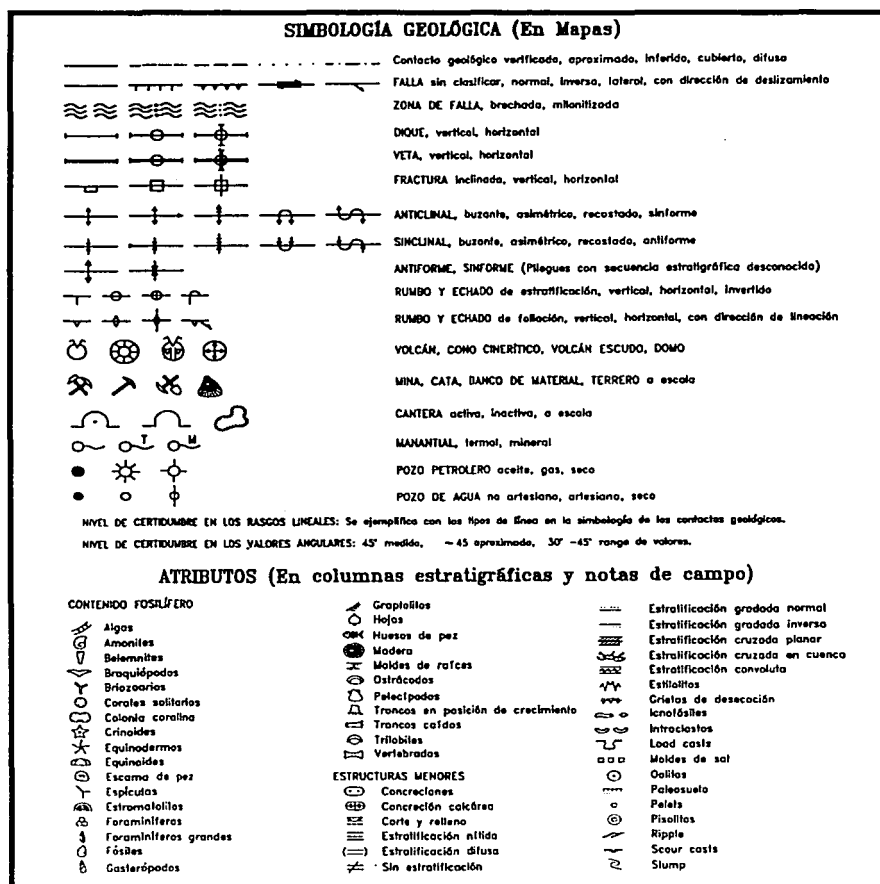 SIMBOLOGÍA GEOLÓGICA (En Mapas)
Contacto geológico verificado, aproximado, inferido, cubierto, difuso
FALLA sin clasificar, normal, inversa, lateral, con dirección de deslizamiento
ZONA DE FALLA, brechada, milonitizada
DIQUE, vertical, horizontal
VETA, vertical, horizontal
FRACTURA inclinada, vertical, horizontal
ANTICLINAL, buzante, asimétrico, recostado, sinforme
SINCLINAL, buzante, asimétrico, recostado, antiforme
ANTIFORME, SINFORME (Pliegues con secuencia estratigráfica desconocida)
RUMBO Y ECHADO de estratificación, vertical, horizontal, invertido
RUMBO Y ECHADO de foliación, vertical, horizontal, con dirección de lineación
VOLCÁN, CONO CINERÍTICO, VOLCÁN ESCUDO, DOMO
MINA, CATA, BANCO DE MATERIAL, TERRERO a escala
CANTERA activa, inactiva, a escala
T M
MANANTIAL, termal, mineral
POZO PETROLERO aceite, gas, seco
POZO DE AGUA no artesiano, artesiano, seco
NIVEL DE CERTIDUMBRE EN LOS RASGOS LINEALES: Se ejemplifica con los tipos de línea en la simbología de los contactos geológicos.
NIVEL DE CERTIDUMBRE EN LOS VALORES ANGULARES: 45° medida, ~45 aproximado, 30° -45° rango de valores.
ATRIBUTOS (En columnas estratigráficas y notas de campo)
CONTENIDO FOSILÍFERO
Algas
Amonites
Belemnites
Braquiópodos
Briozoarios
Corales solitarios
Colonia coralina
Crinoides
Equinodermos
Equinoides
Escama de pez
Espículas
Estromatolitos
Foraminíferos
Foraminíferos grandes
Fósiles
Gasterópodos
Graptolitos
Hojas
Huesos de pez
Madera
Moldes de raíces
Ostrácodos
Pelecípodos
Troncos en posición de crecimiento
Troncos caídos
Trilobites
Vertebrados
ESTRUCTURAS MENORES
Concreciones
Concreción calcárea
Corte y relleno
Estratificación nítida
Estratificación difusa
Sin estratificación
Estratificación gradada normal
Estratificación gradada inversa
Estratificación cruzada planar
Estratificación cruzada en cuenca
Estratificación convoluta
Estilolitos
Grietas de desecación
Icnofósiles
Intraclastos
Load casts
Moldes de sal
Oolitas
Paleosuelo
Pelets
Pisolitos
Ripple
Scour casts
Slump